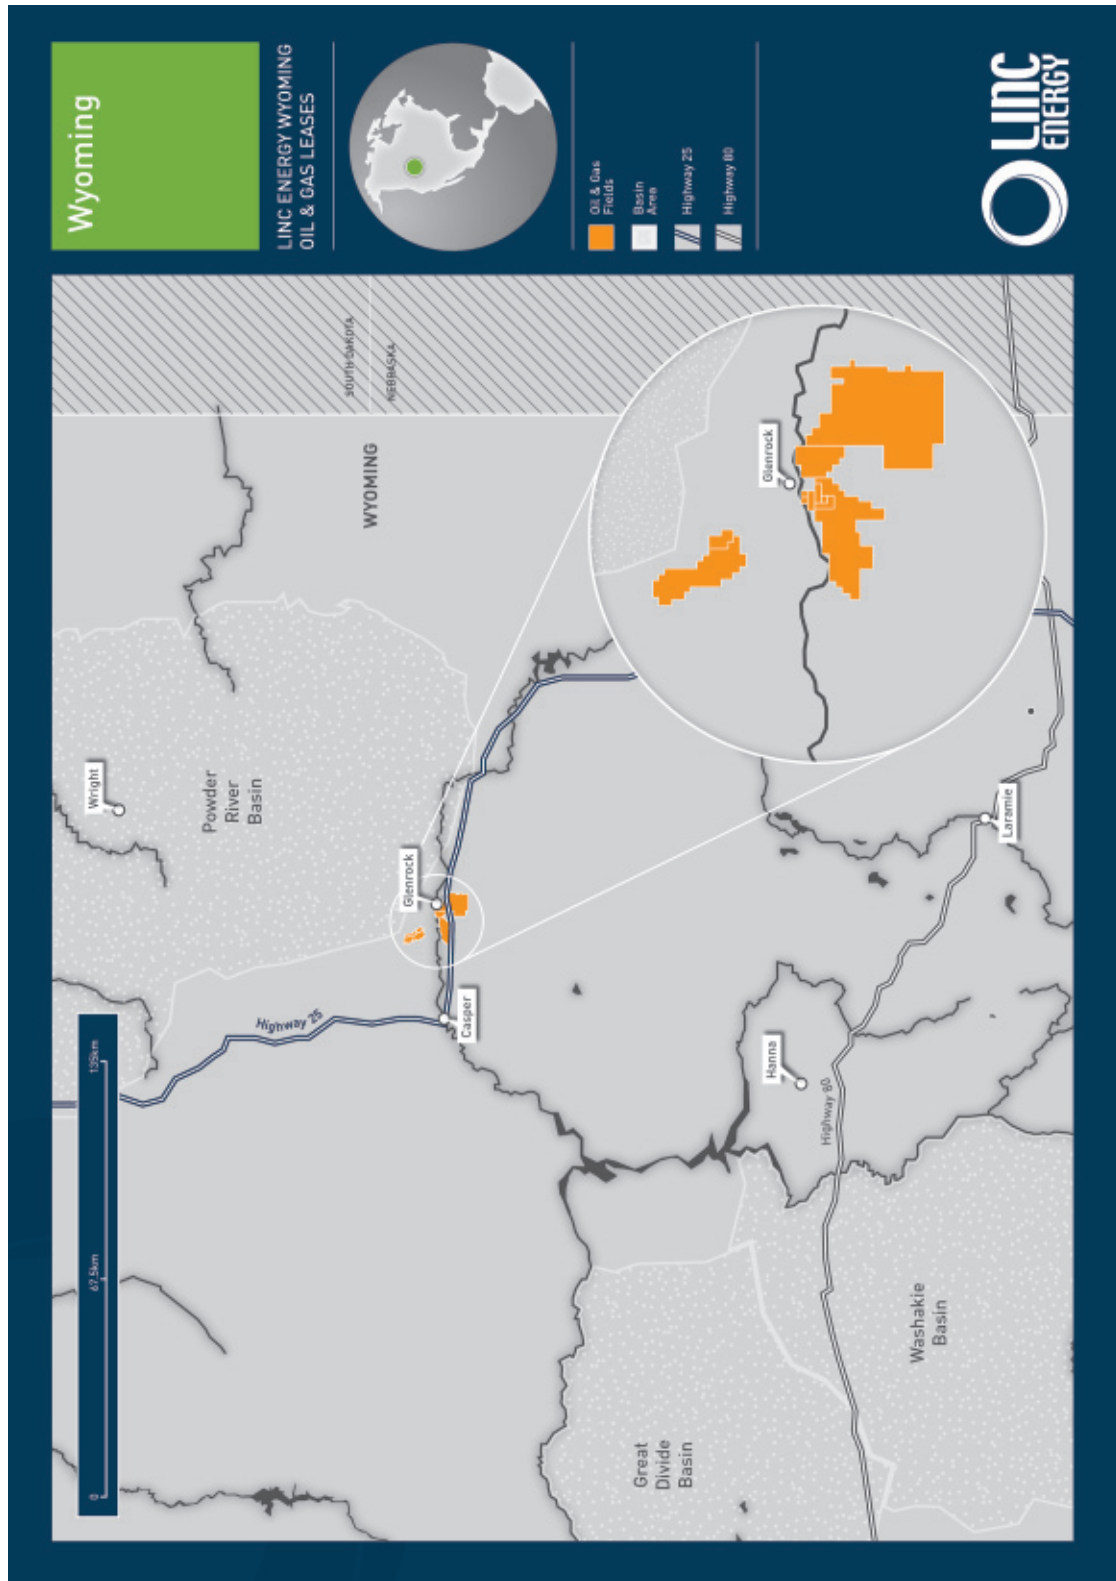 Wyoming
LINC ENERGY WYOMING
OIL & GAS LEASES
Oil & Gas
Fields
Basin
Area
Highway 25
Highway 80
LINC
ENERGY
0
67.5km
135km
Wright
Powder
River
Basin
SOUTH DAKOTA
NEBRASKA
WYOMING
Highway 25
Glenrock
Casper
Glenrock
Hanna
Highway 80
Laramie
Great
Divide
Basin
Washakie
Basin